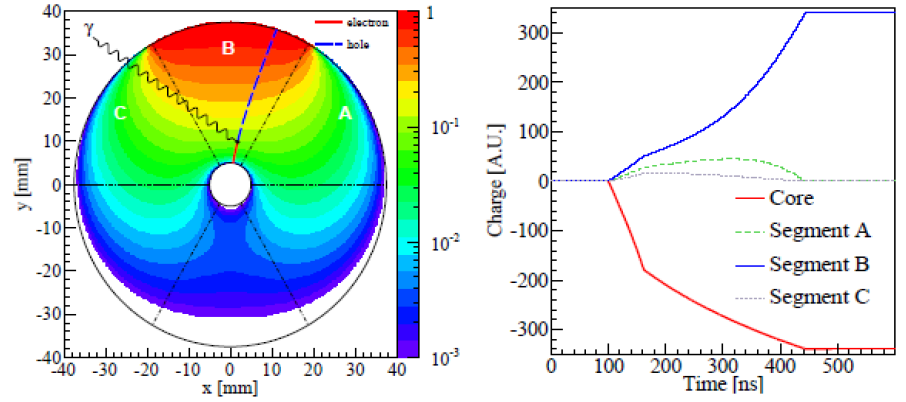 40
30
20
10
0
-10
-20
-30
-40
y [mm]
-40 -30 -20 -10 0 10 20 30 40
x [mm]
γ
B
C
A
electron
hole
1
10⁻¹
10⁻²
10⁻³
300
200
100
0
-100
-200
-300
Charge [A.U.]
Core
Segment A
Segment B
Segment C
0 100 200 300 400 500
Time [ns]